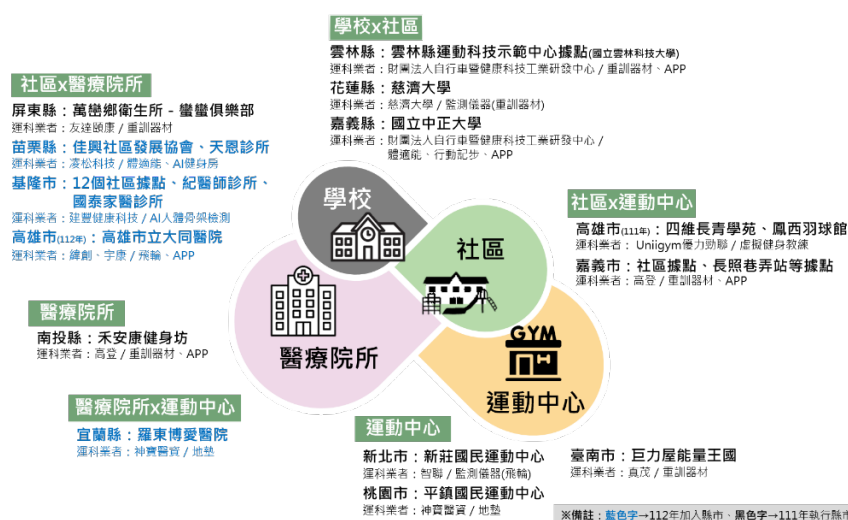 學校x社區
雲林縣：雲林縣運動科技示範中心據點(國立雲林科技大學)
運科業者：財團法人自行車暨健康科技工業研發中心 / 重訓器材、APP
花蓮縣：慈濟大學
運科業者：慈濟大學 / 監測儀器(重訓器材)
嘉義縣：國立中正大學
運科業者：財團法人自行車暨健康科技工業研發中心 /
體適能、行動記步、APP
社區x醫療院所
屏東縣：萬巒鄉衛生所 - 蠻蠻俱樂部
運科業者：友達頤康 / 重訓器材
苗栗縣：佳興社區發展協會、天恩診所
運科業者：凌松科技 / 體適能、AI健身房
基隆市：12個社區據點、紀醫師診所、
國泰家醫診所
運科業者：建豐健康科技 / AI人體骨架檢測
高雄市(112年)：高雄市立大同醫院
運科業者：緯創、宇康 / 飛輪、APP
社區x運動中心
高雄市(111年)：四維長青學苑、鳳西羽球館
運科業者： Uniigym優力勁聯 / 虛擬健身教練
嘉義市：社區據點、長照巷弄站等據點
運科業者：高登 / 重訓器材、APP
學校
社區
醫療院所
GYM
運動中心
醫療院所
南投縣：禾安康健身坊
運科業者：高登 / 重訓器材、APP
醫療院所x運動中心
宜蘭縣：羅東博愛醫院
運科業者：神寶醫資 / 地墊
運動中心
新北市：新莊國民運動中心
運科業者：智聯 / 監測儀器(飛輪)
桃園市：平鎮國民運動中心
運科業者：神寶醫資 / 地墊
臺南市：巨力屋能量王國
運科業者：真茂 / 重訓器材
※備註：藍色字→112年加入縣市、黑色字→111年執行縣市